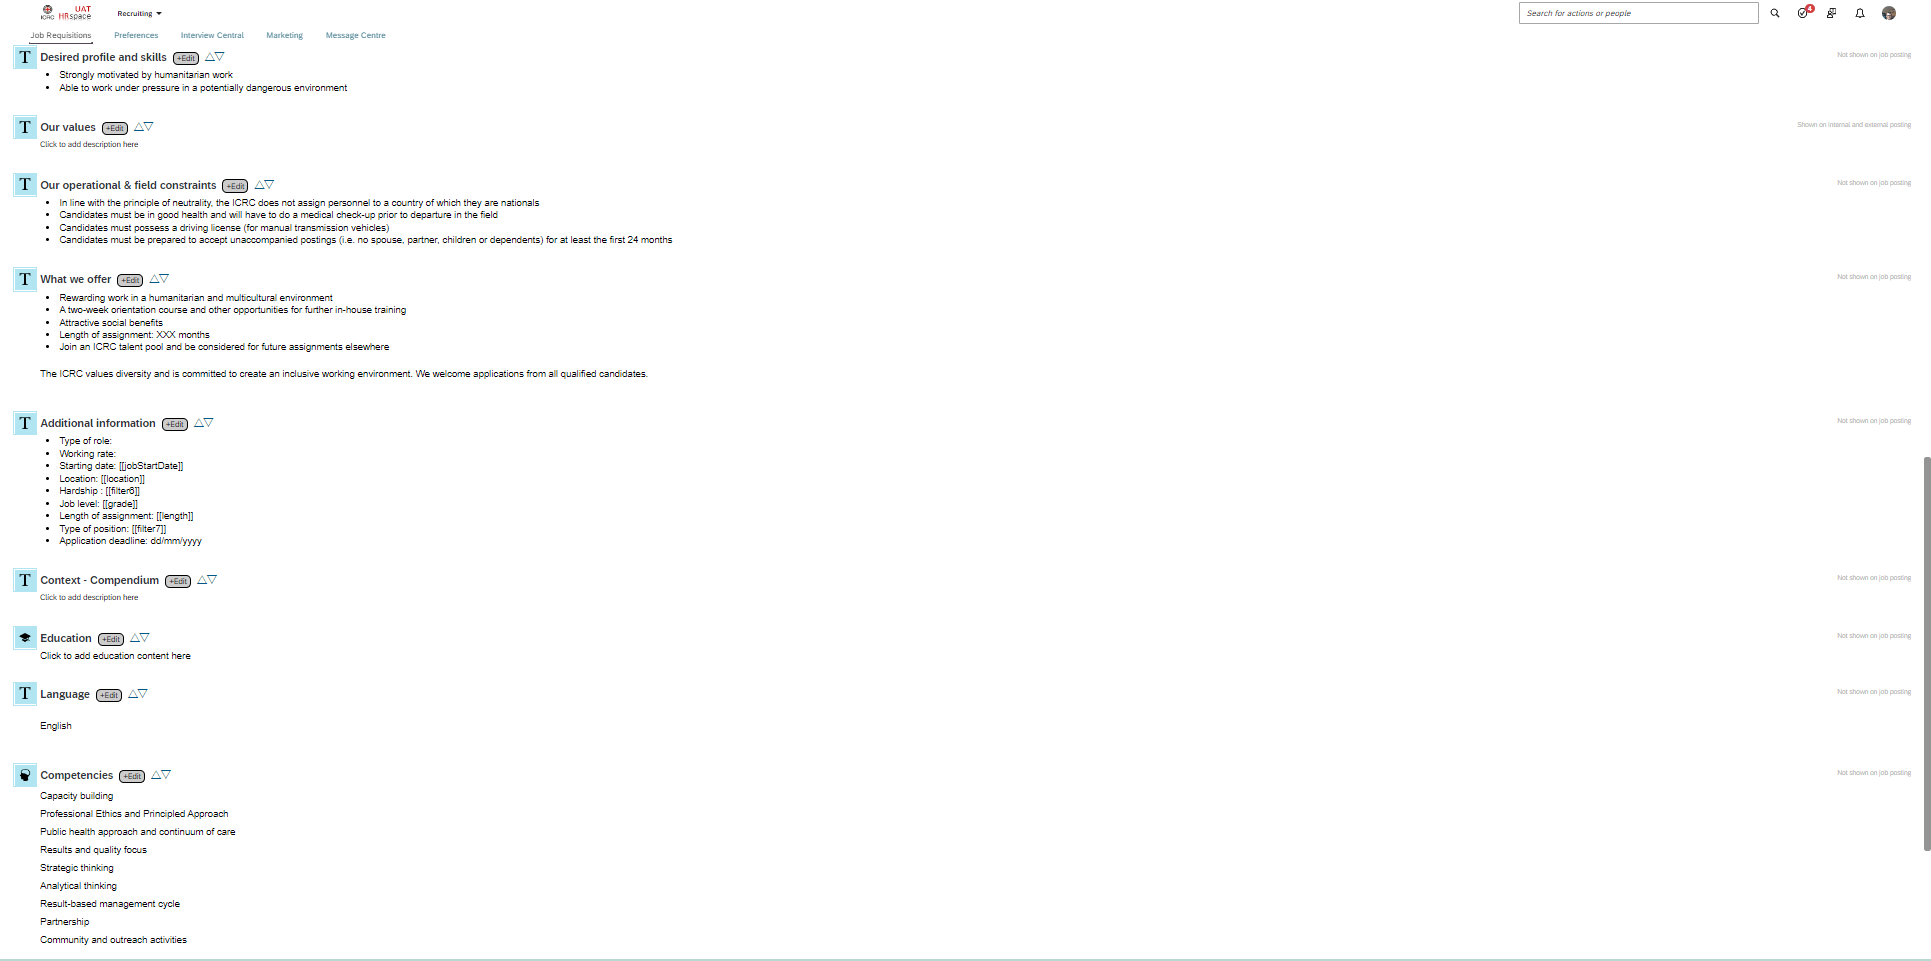 ICRC
UAT
HRspace
Recruiting
Search for actions or people
4
Job Requisitions
Preferences
Interview Central
Marketing
Message Centre
T
Desired profile and skills
+Edit
Not shown on job posting
Strongly motivated by humanitarian work
Able to work under pressure in a potentially dangerous environment
T
Our values
+Edit
Shown on internal and external posting
Click to add description here
T
Our operational & field constraints
+Edit
Not shown on job posting
In line with the principle of neutrality, the ICRC does not assign personnel to a country of which they are nationals
Candidates must be in good health and will have to do a medical check-up prior to departure in the field
Candidates must possess a driving license (for manual transmission vehicles)
Candidates must be prepared to accept unaccompanied postings (i.e. no spouse, partner, children or dependents) for at least the first 24 months
T
What we offer
+Edit
Not shown on job posting
Rewarding work in a humanitarian and multicultural environment
A two-week orientation course and other opportunities for further in-house training
Attractive social benefits
Length of assignment: XXX months
Join an ICRC talent pool and be considered for future assignments elsewhere
The ICRC values diversity and is committed to create an inclusive working environment. We welcome applications from all qualified candidates.
T
Additional information
+Edit
Not shown on job posting
Type of role:
Working rate:
Starting date: [[jobStartDate]]
Location: [[location]]
Hardship : [[filter6]]
Job level: [[grade]]
Length of assignment: [[length]]
Type of position: [[filter7]]
Application deadline: dd/mm/yyyy
T
Context - Compendium
+Edit
Not shown on job posting
Click to add description here
Education
+Edit
Not shown on job posting
Click to add education content here
T
Language
+Edit
Not shown on job posting
English
Competencies
+Edit
Not shown on job posting
Capacity building
Professional Ethics and Principled Approach
Public health approach and continuum of care
Results and quality focus
Strategic thinking
Analytical thinking
Result-based management cycle
Partnership
Community and outreach activities